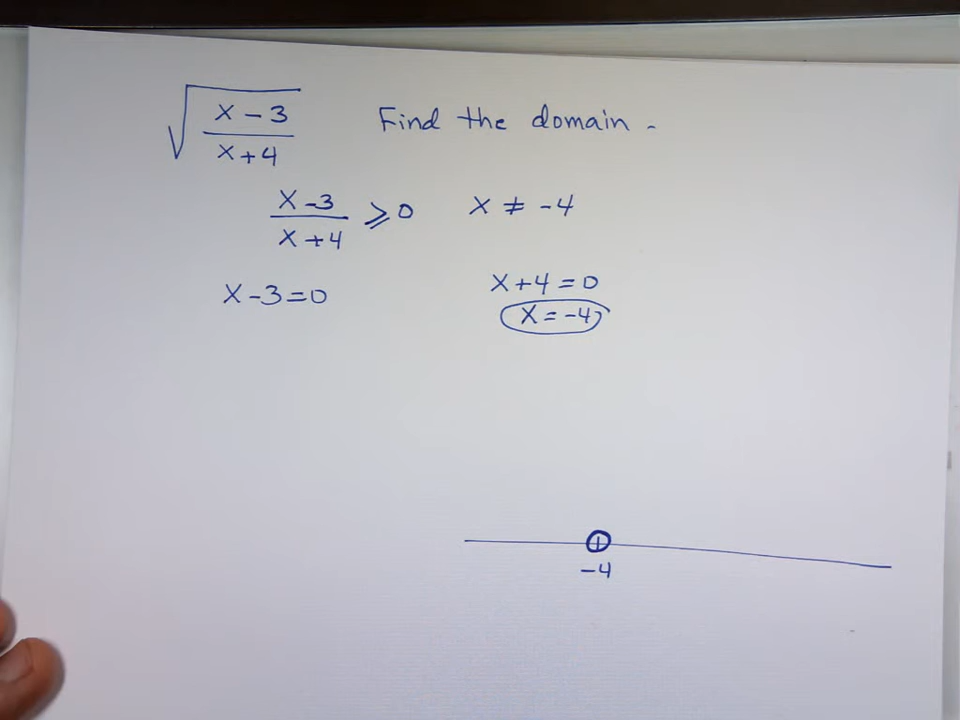 √((x-3)/(x+4)) Find the domain.
(x-3)/(x+4) ⩾ 0 x ≠ -4
x-3=0 x+4=0
x=-4
-4